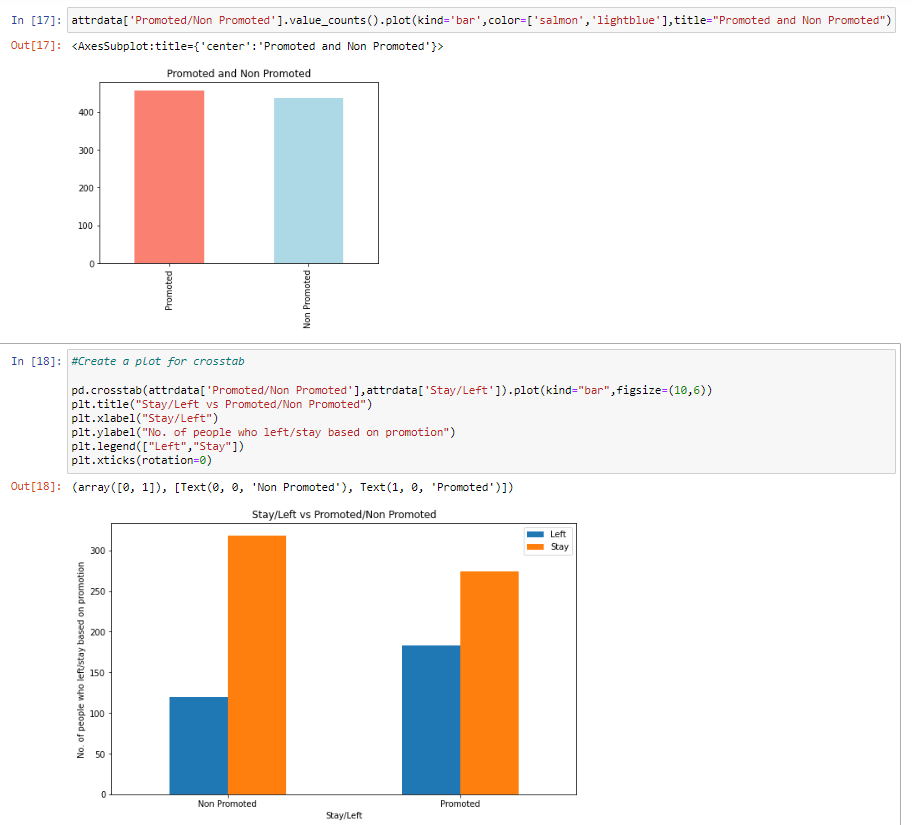 In [17]: attrdata['Promoted/Non Promoted'].value_counts().plot(kind='bar',color=['salmon','lightblue'],title="Promoted and Non Promoted")
Out[17]: <AxesSubplot:title={'center':'Promoted and Non Promoted'}>
Promoted and Non Promoted
400
300
200
100
0
Promoted
Non Promoted
In [18]: #Create a plot for crosstab
pd.crosstab(attrdata['Promoted/Non Promoted'],attrdata['Stay/Left']).plot(kind="bar",figsize=(10,6))
plt.title("Stay/Left vs Promoted/Non Promoted")
plt.xlabel("Stay/Left")
plt.ylabel("No. of people who left/stay based on promotion")
plt.legend(["Left","Stay"])
plt.xticks(rotation=0)
Out[18]: (array([0, 1]), [Text(0, 0, 'Non Promoted'), Text(1, 0, 'Promoted')])
Stay/Left vs Promoted/Non Promoted
Left
Stay
No. of people who left/stay based on promotion
300
250
200
150
100
50
0
Non Promoted
Promoted
Stay/Left